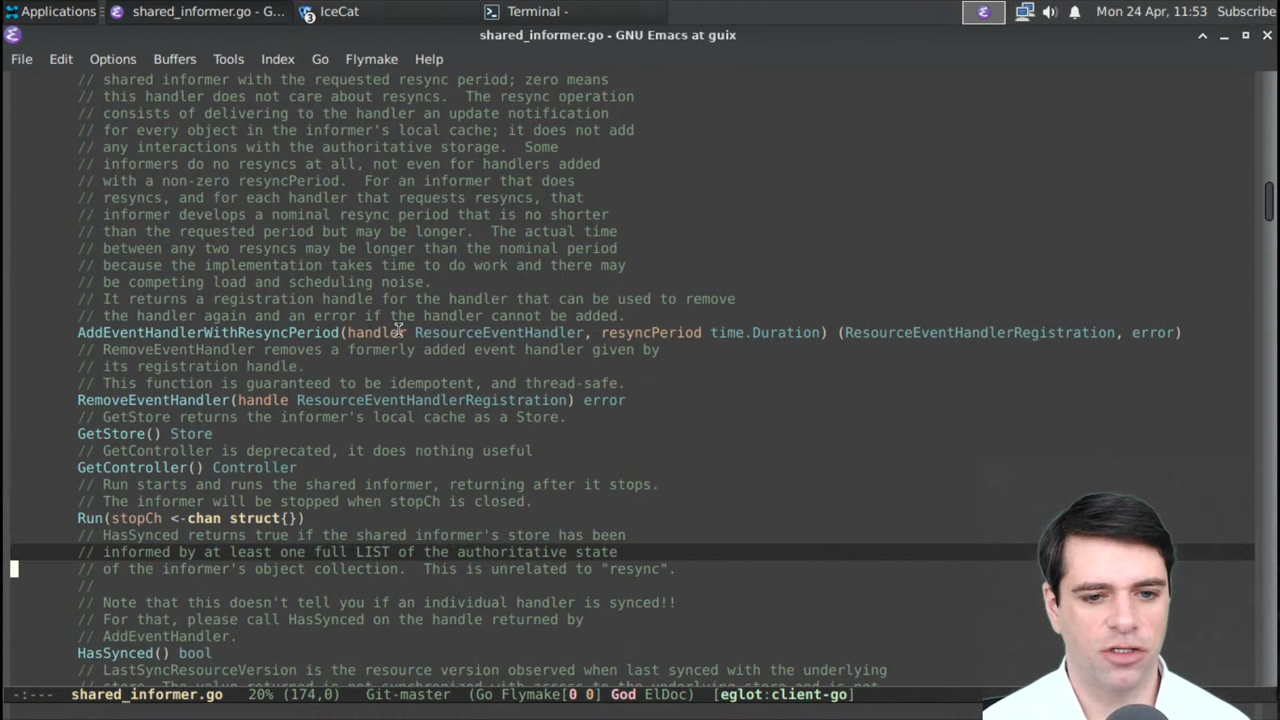 Applications
shared_informer.go - G...
3
IceCat
Terminal -
Mon 24 Apr, 11:53
Subscribe
shared_informer.go - GNU Emacs at guix
File Edit Options Buffers Tools Index Go Flymake Help
// shared informer with the requested resync period; zero means
// this handler does not care about resyncs.  The resync operation
// consists of delivering to the handler an update notification
// for every object in the informer's local cache; it does not add
// any interactions with the authoritative storage.  Some
// informers do no resyncs at all, not even for handlers added
// with a non-zero resyncPeriod.  For an informer that does
// resyncs, and for each handler that requests resyncs, that
// informer develops a nominal resync period that is no shorter
// than the requested period but may be longer.  The actual time
// between any two resyncs may be longer than the nominal period
// because the implementation takes time to do work and there may
// be competing load and scheduling noise.
// It returns a registration handle for the handler that can be used to remove
// the handler again and an error if the handler cannot be added.
AddEventHandlerWithResyncPeriod(handler ResourceEventHandler, resyncPeriod time.Duration) (ResourceEventHandlerRegistration, error)
// RemoveEventHandler removes a formerly added event handler given by
// its registration handle.
// This function is guaranteed to be idempotent, and thread-safe.
RemoveEventHandler(handle ResourceEventHandlerRegistration) error
// GetStore returns the informer's local cache as a Store.
GetStore() Store
// GetController is deprecated, it does nothing useful
GetController() Controller
// Run starts and runs the shared informer, returning after it stops.
// The informer will be stopped when stopCh is closed.
Run(stopCh <-chan struct{})
// HasSynced returns true if the shared informer's store has been
// informed by at least one full LIST of the authoritative state
// of the informer's object collection.  This is unrelated to "resync".
//
// Note that this doesn't tell you if an individual handler is synced!!
// For that, please call HasSynced on the handle returned by
// AddEventHandler.
HasSynced() bool
// LastSyncResourceVersion is the resource version observed when last synced with the underlying
-:--- shared_informer.go 20% (174,0) Git-master (Go Flymake[0 0] God ElDoc) [eglot:client-go]